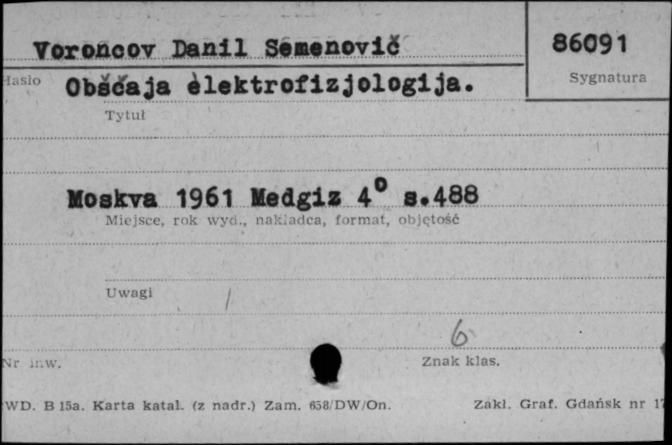 Voroncov Danil Semenovič
86091
Hasło
Obščaja èlektrofizjologija.
Sygnatura
Tytuł
Moskva 1961 Medgiz 4° s.488
Miejsce, rok wyd., nakładca, format, objętość
Uwagi
6
Nr inw.
Znak klas.
WD. B 15a. Karta katal. (z nadr.) Zam. 658/DW/On.
Zakł. Graf. Gdańsk nr